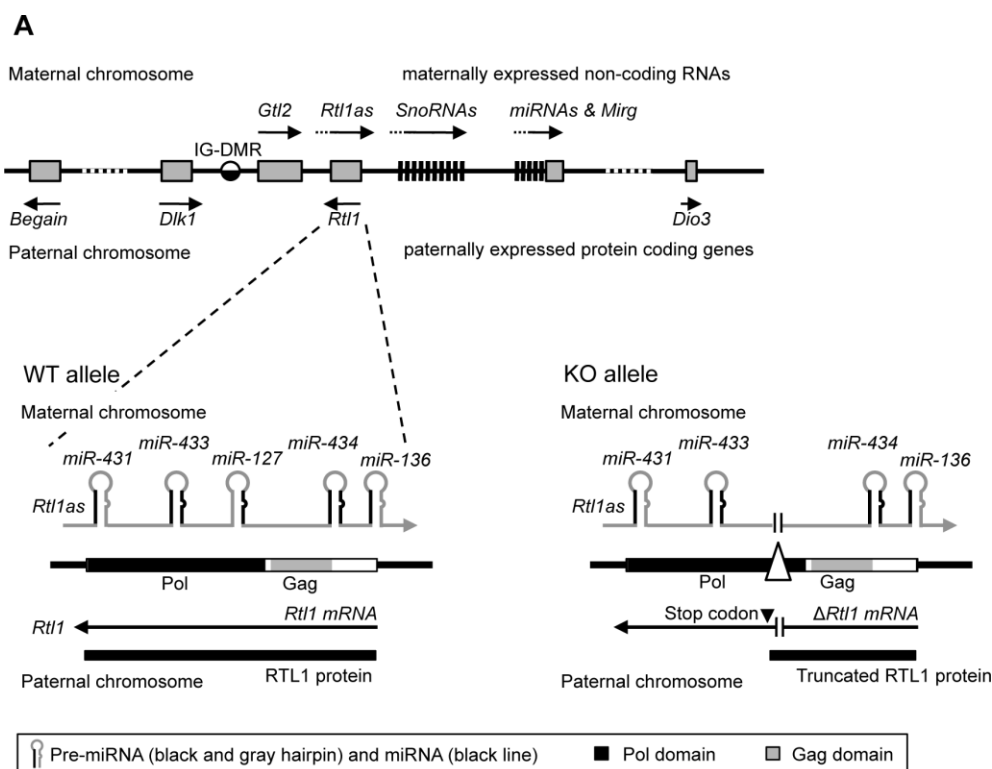 A
Maternal chromosome maternally expressed non-coding RNAs
Gtl2 Rtl1as SnoRNAs miRNAs & Mirg
IG-DMR
Begain Dlk1 Rtl1 Dio3
Paternal chromosome paternally expressed protein coding genes
WT allele
Maternal chromosome
miR-431 miR-433 miR-127 miR-434 miR-136
Rtl1as
Pol Gag
Rtl1 Rtl1 mRNA
RTL1 protein
Paternal chromosome
KO allele
Maternal chromosome
miR-431 miR-433 miR-434 miR-136
Rtl1as
Pol Gag
Stop codon ΔRtl1 mRNA
Paternal chromosome Truncated RTL1 protein
Pre-miRNA (black and gray hairpin) and miRNA (black line) Pol domain Gag domain